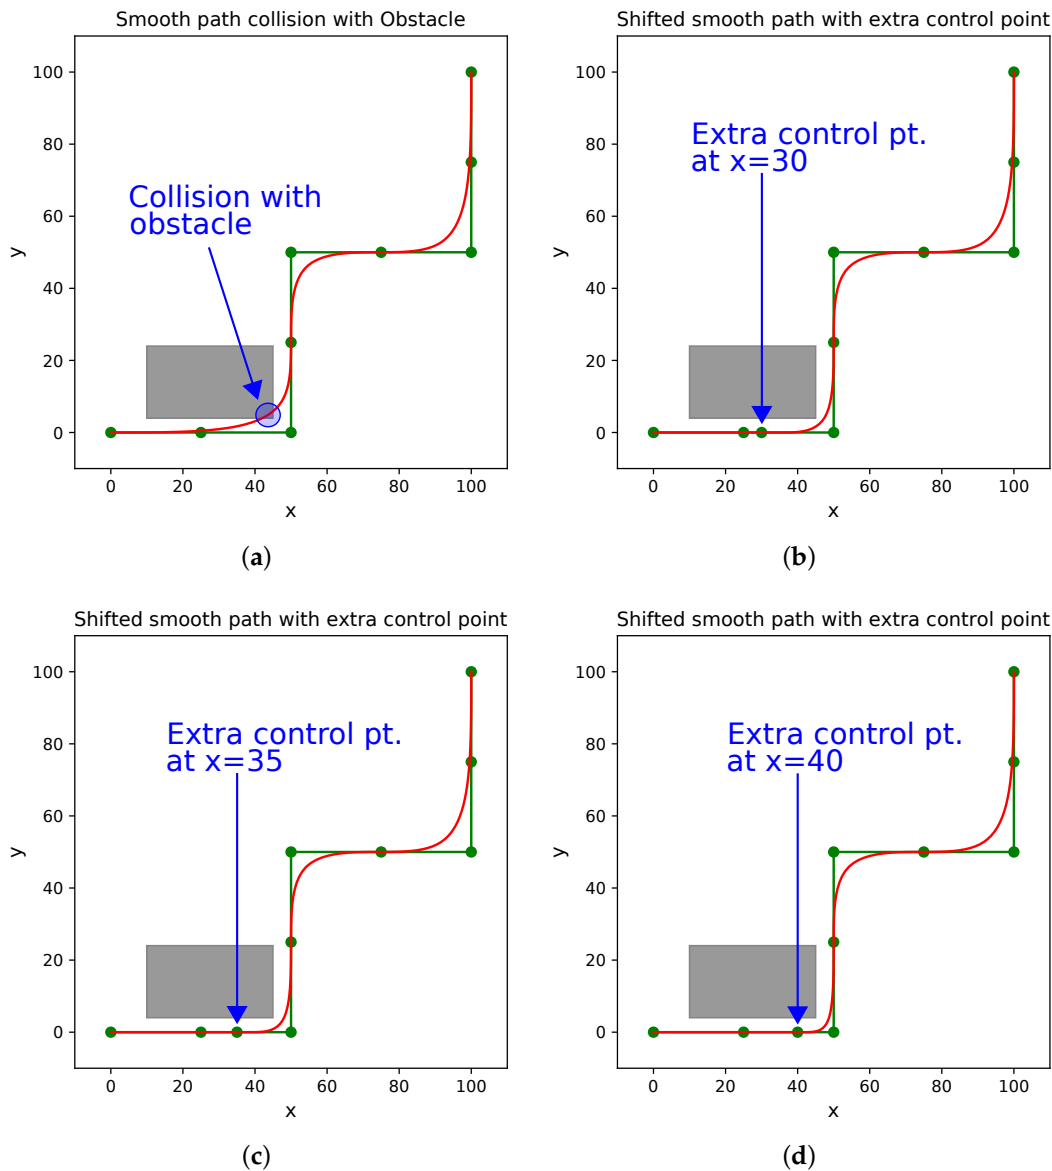 Smooth path collision with Obstacle
100
80
60
40
20
0
y
Collision with
obstacle
0 20 40 60 80 100
x
(a)
Shifted smooth path with extra control point
100
80
60
40
20
0
y
Extra control pt.
at x=30
0 20 40 60 80 100
x
(b)
Shifted smooth path with extra control point
100
80
60
40
20
0
y
Extra control pt.
at x=35
0 20 40 60 80 100
x
(c)
Shifted smooth path with extra control point
100
80
60
40
20
0
y
Extra control pt.
at x=40
0 20 40 60 80 100
x
(d)